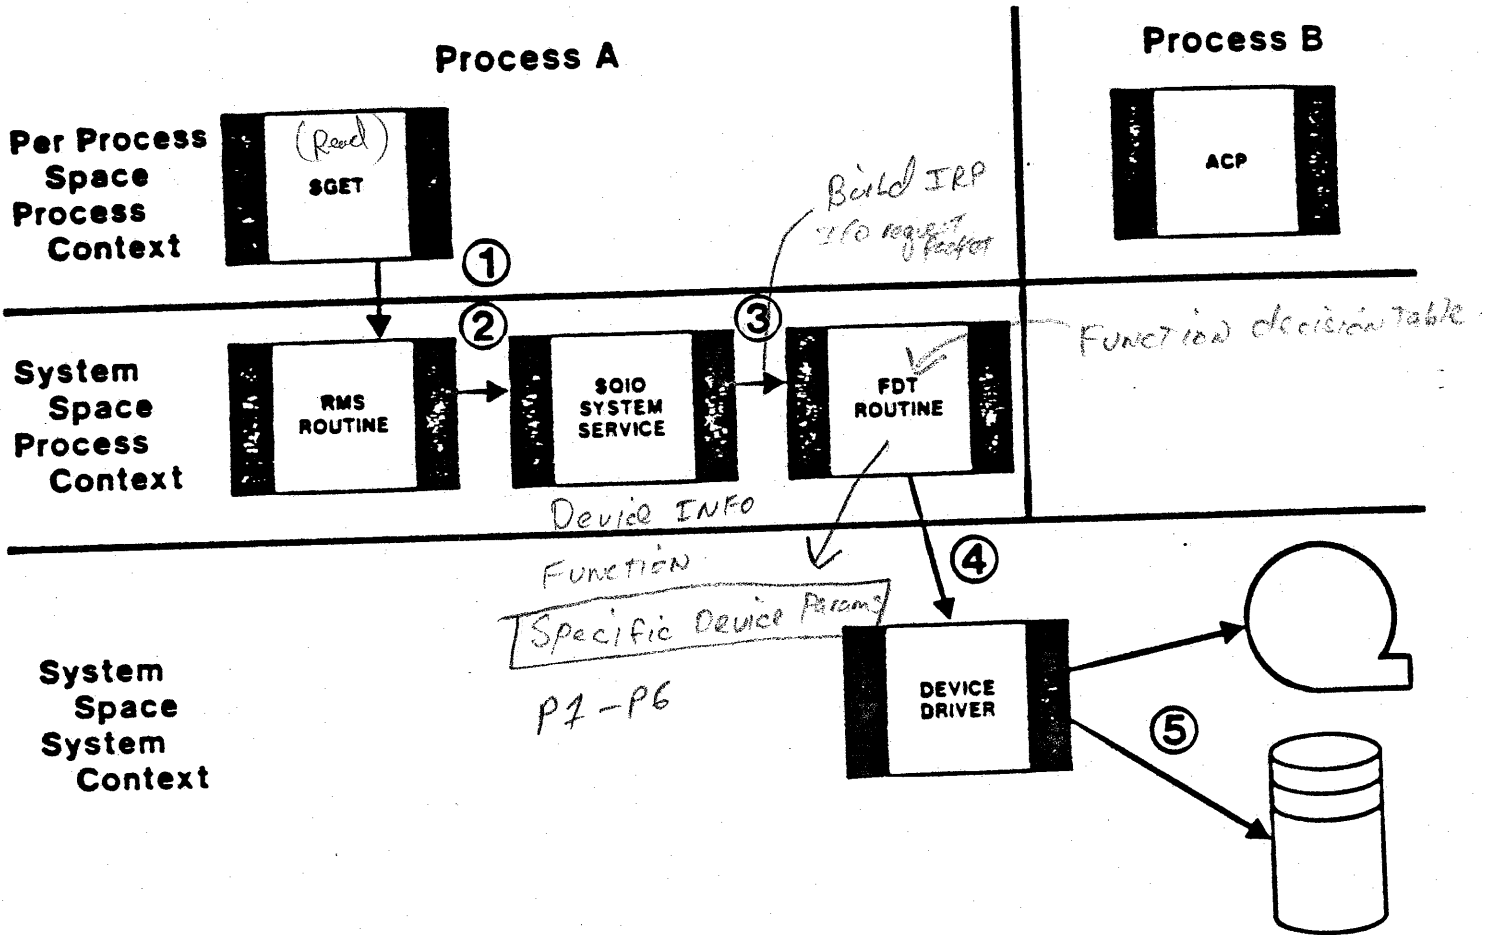 Process A
Process B
Per Process
Space
Process
Context
(Read)
$GET
ACP
Build IRP
I/O request
packet
1
2
3
Function decision Table
System
Space
Process
Context
RMS
ROUTINE
$QIO
SYSTEM
SERVICE
FDT
ROUTINE
Device INFO
Function
Specific Device Params
P1-P6
4
System
Space
System
Context
DEVICE
DRIVER
5